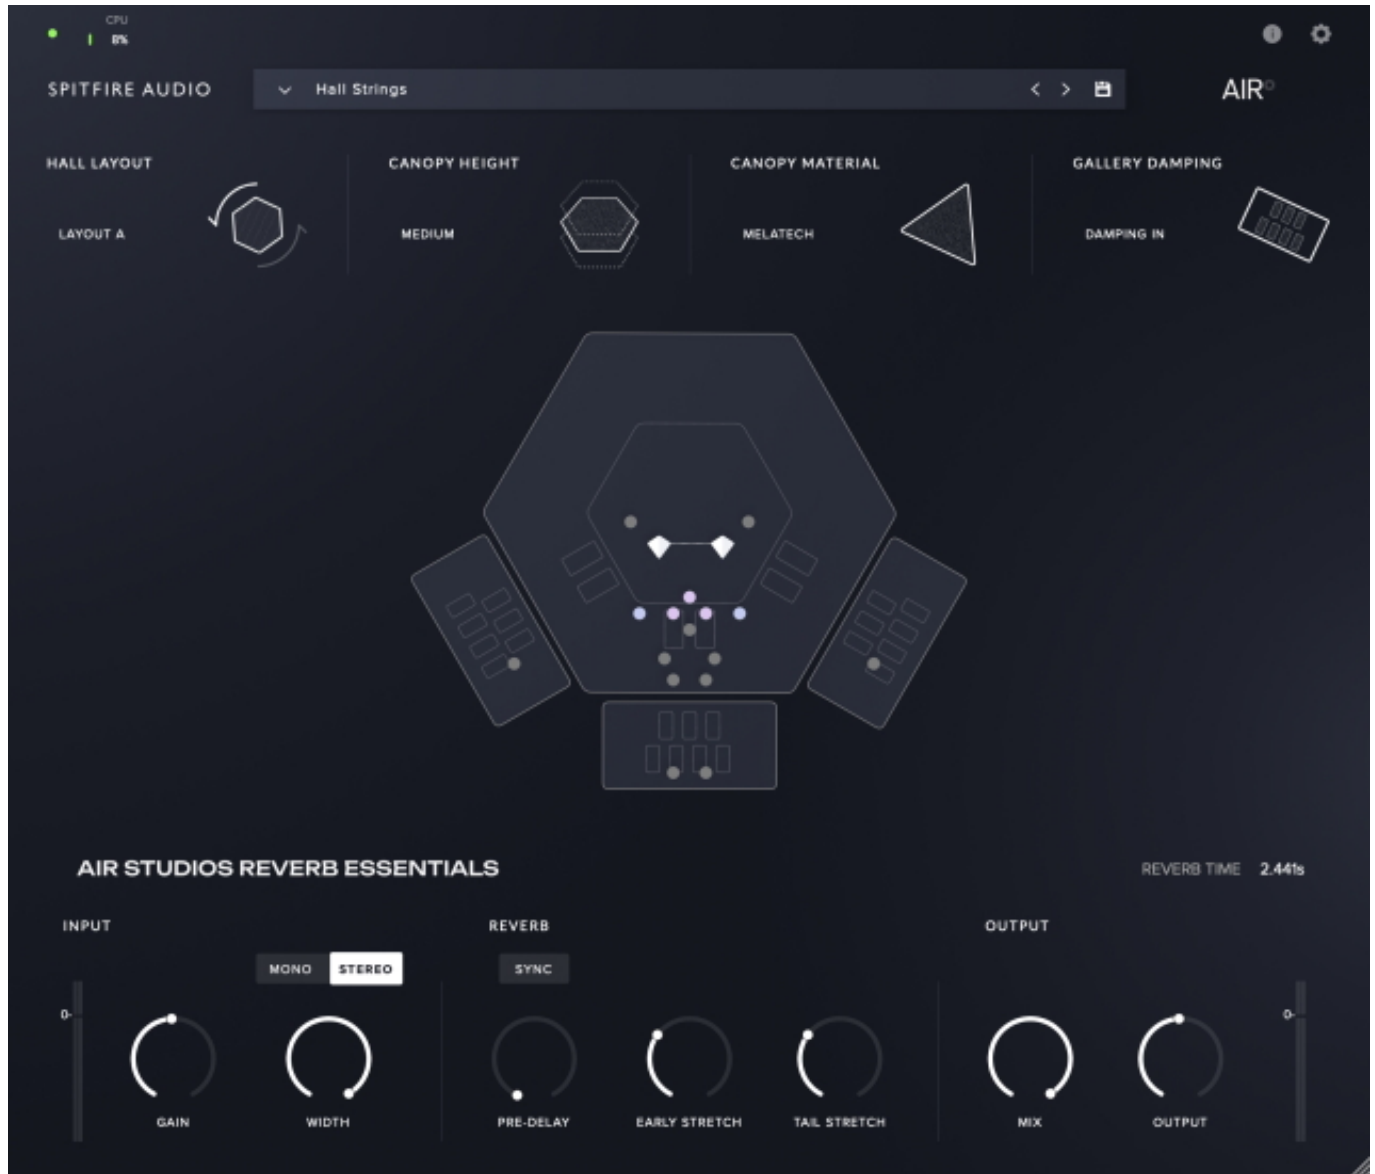 CPU
8%
SPITFIRE AUDIO
Hall Strings
AIR
HALL LAYOUT
CANOPY HEIGHT
CANOPY MATERIAL
GALLERY DAMPING
LAYOUT A
MEDIUM
MELATECH
DAMPING IN
AIR STUDIOS REVERB ESSENTIALS
REVERB TIME 2.441s
INPUT
REVERB
OUTPUT
MONO STEREO
SYNC
0-
0-
GAIN
WIDTH
PRE-DELAY
EARLY STRETCH
TAIL STRETCH
MIX
OUTPUT